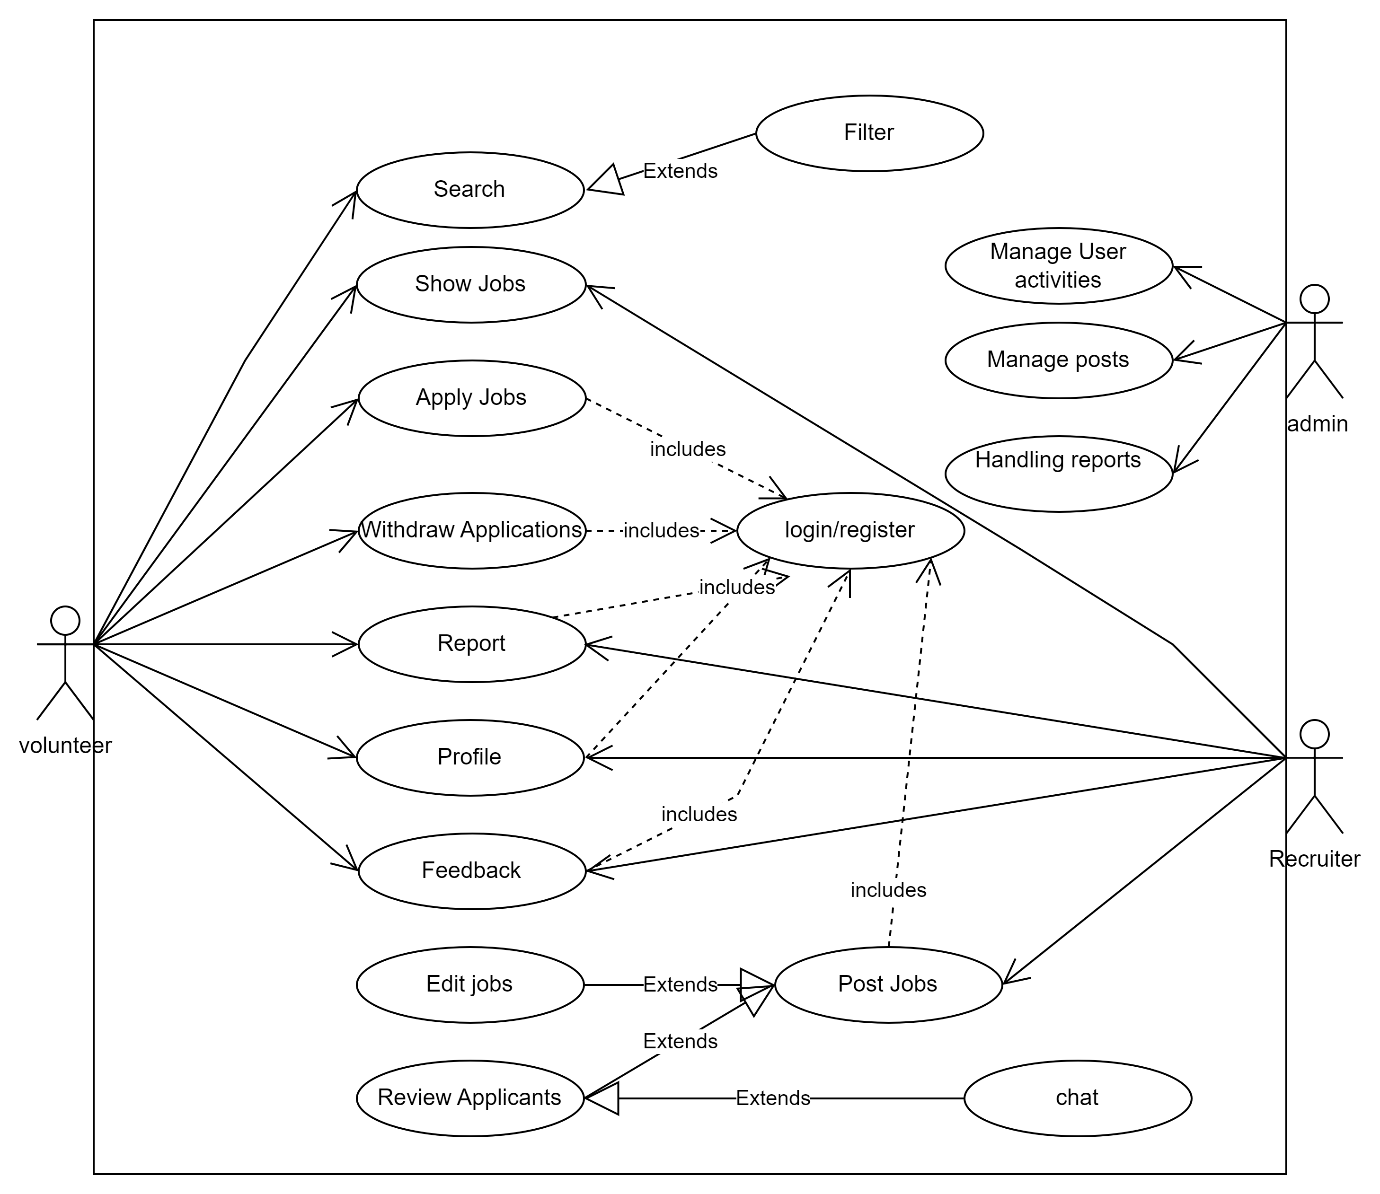 Filter
Extends
Search
Manage User
activities
Show Jobs
Manage posts
Apply Jobs
admin
includes
Handling reports
Withdraw Applications
includes
login/register
includes
Report
volunteer
Profile
includes
Recruiter
Feedback
includes
Edit jobs
Extends
Post Jobs
Extends
Review Applicants
Extends
chat